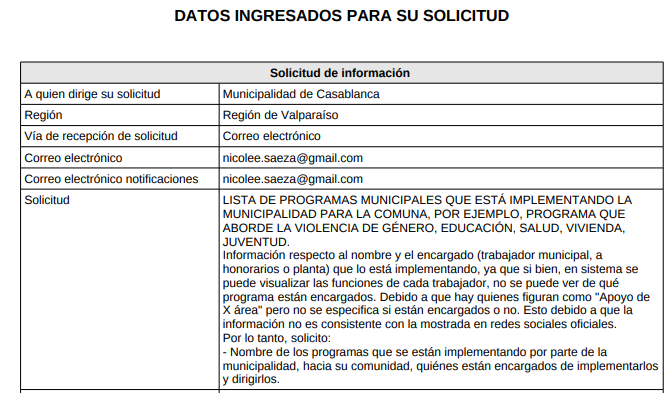 DATOS INGRESADOS PARA SU SOLICITUD
Solicitud de información
A quien dirige su solicitud Municipalidad de Casablanca
Región Región de Valparaíso
Vía de recepción de solicitud Correo electrónico
Correo electrónico nicolee.saeza@gmail.com
Correo electrónico notificaciones nicolee.saeza@gmail.com
Solicitud LISTA DE PROGRAMAS MUNICIPALES QUE ESTÁ IMPLEMENTANDO LA
MUNICIPALIDAD PARA LA COMUNA, POR EJEMPLO, PROGRAMA QUE
ABORDE LA VIOLENCIA DE GÉNERO, EDUCACIÓN, SALUD, VIVIENDA,
JUVENTUD.
Información respecto al nombre y el encargado (trabajador municipal, a
honorarios o planta) que lo está implementando, ya que si bien, en sistema se
puede visualizar las funciones de cada trabajador, no se puede ver de qué
programa están encargados. Debido a que hay quienes figuran como "Apoyo de
X área" pero no se especifica si están encargados o no. Esto debido a que la
información no es consistente con la mostrada en redes sociales oficiales.
Por lo tanto, solicito:
- Nombre de los programas que se están implementando por parte de la
municipalidad, hacia su comunidad, quiénes están encargados de implementarlos
y dirigirlos.